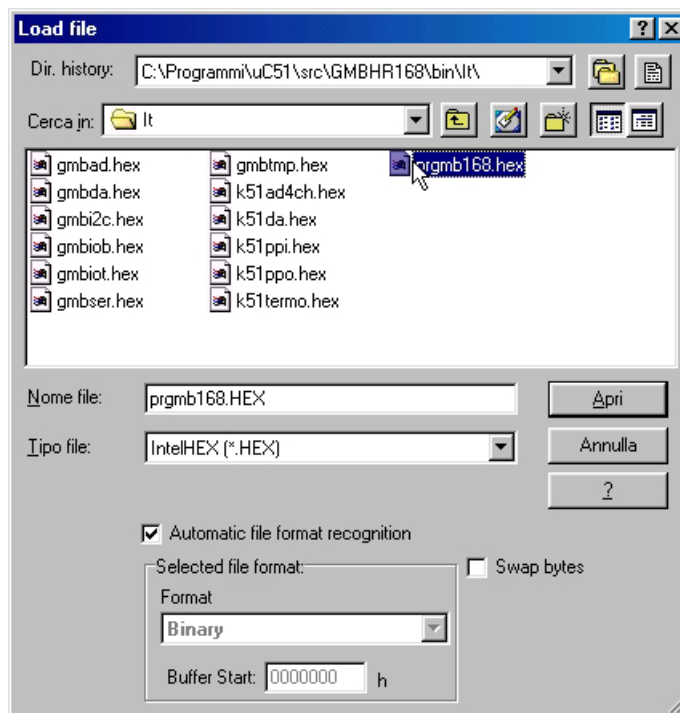 Load file
Dir. history: C:\Programmi\uC51\src\GMBHR168\bin\It\
Cerca in: It
gmbad.hex gmbtmp.hex prgmb168.hex
gmbda.hex k51ad4ch.hex
gmbi2c.hex k51da.hex
gmbiob.hex k51ppi.hex
gmbiot.hex k51ppo.hex
gmbser.hex k51termo.hex
Nome file: prgmb168.HEX Apri
Tipo file: IntelHEX (*.HEX) Annulla
?
Automatic file format recognition
Selected file format: Swap bytes
Format
Binary
Buffer Start: 0000000 h